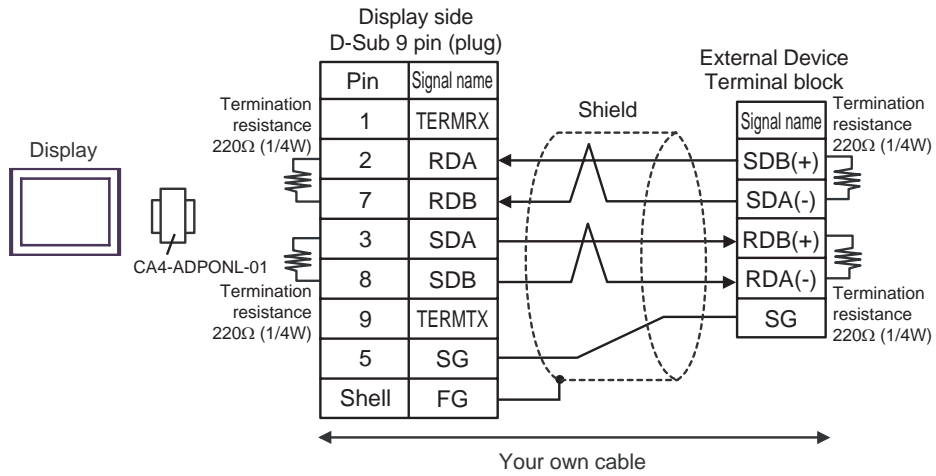 Display side
D-Sub 9 pin (plug)
External Device
Terminal block
Pin Signal name
1 TERMRX
2 RDA
7 RDB
3 SDA
8 SDB
9 TERMTX
5 SG
Shell FG
Termination
resistance
220Ω (1/4W)
Display
CA4-ADPONL-01
Termination
resistance
220Ω (1/4W)
Shield
Signal name
SDB(+)
SDA(-)
RDB(+)
RDA(-)
SG
Termination
resistance
220Ω (1/4W)
Termination
resistance
220Ω (1/4W)
Your own cable